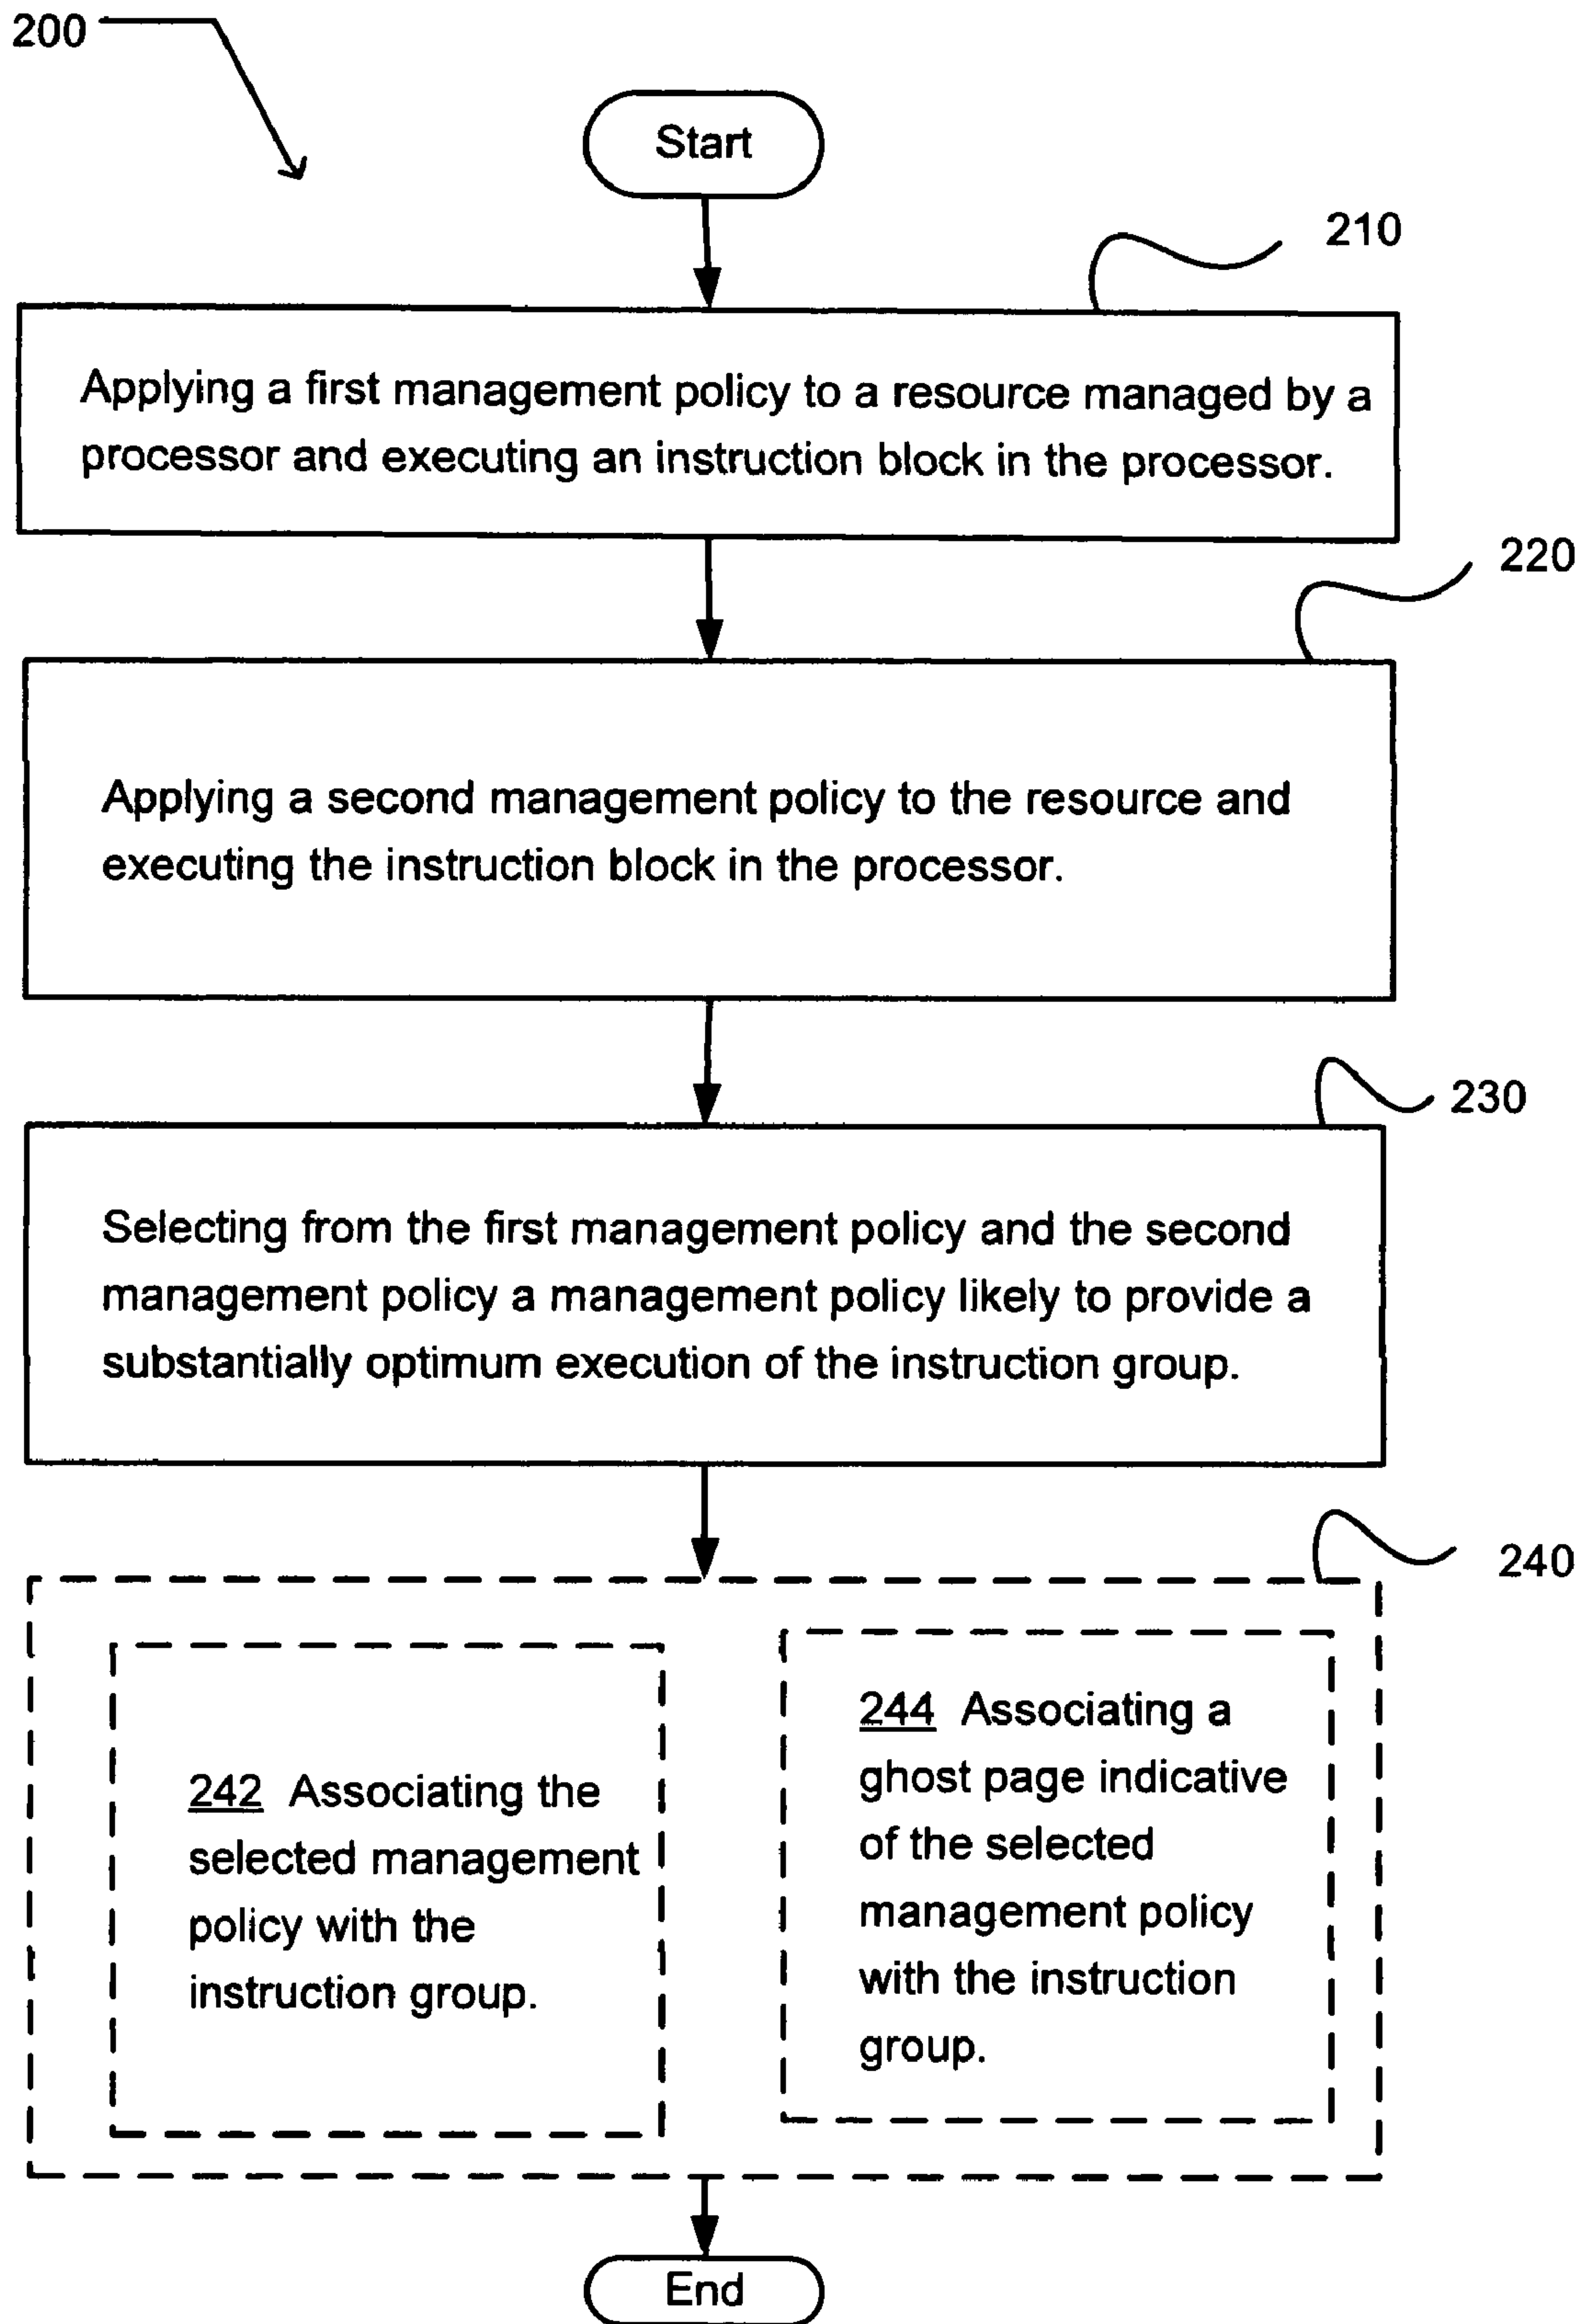 200
Start
210
Applying a first management policy to a resource managed by a
processor and executing an instruction block in the processor.
220
Applying a second management policy to the resource and
executing the instruction block in the processor.
230
Selecting from the first management policy and the second
management policy a management policy likely to provide a
substantially optimum execution of the instruction group.
240
242 Associating the
selected management
policy with the
instruction group.
244 Associating a
ghost page indicative
of the selected
management policy
with the instruction
group.
End